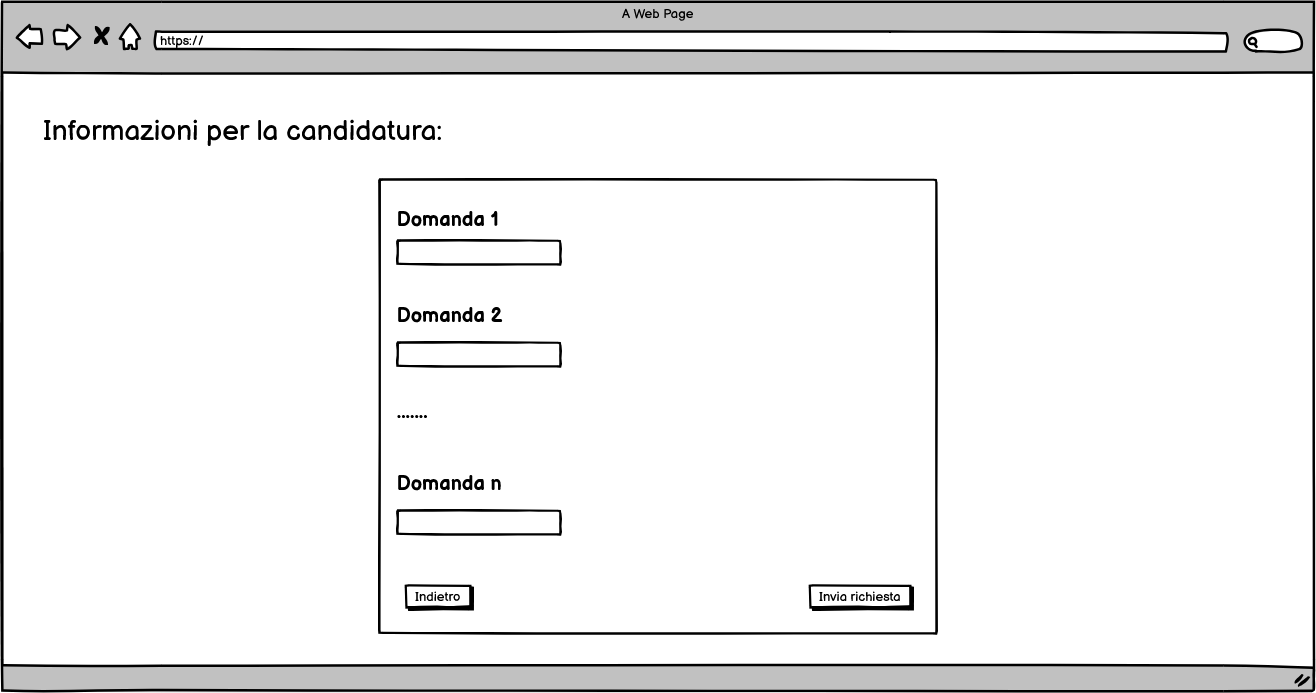 A Web Page
https://
Informazioni per la candidatura:
Domanda 1
Domanda 2
.......
Domanda n
Indietro
Invia richiesta